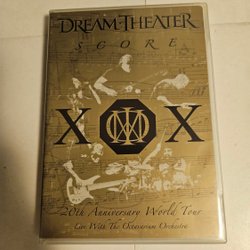 DREAM THEATER
SCORE
X X
20th Anniversary World Tour
Live With The Octavarium Orchestra